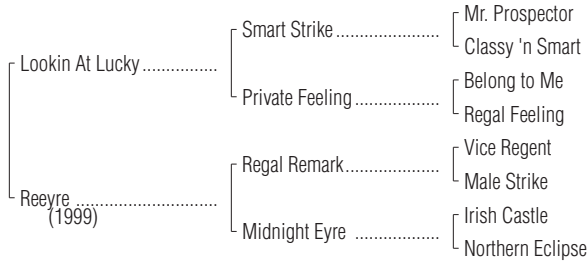 Mr. Prospector
Smart Strike ....................
Classy 'n Smart
Lookin At Lucky ...............
Belong to Me
Private Feeling .................
Regal Feeling
Vice Regent
Regal Remark ...................
Male Strike
Reeyre ............................
(1999)
Irish Castle
Midnight Eyre ..................
Northern Eclipse